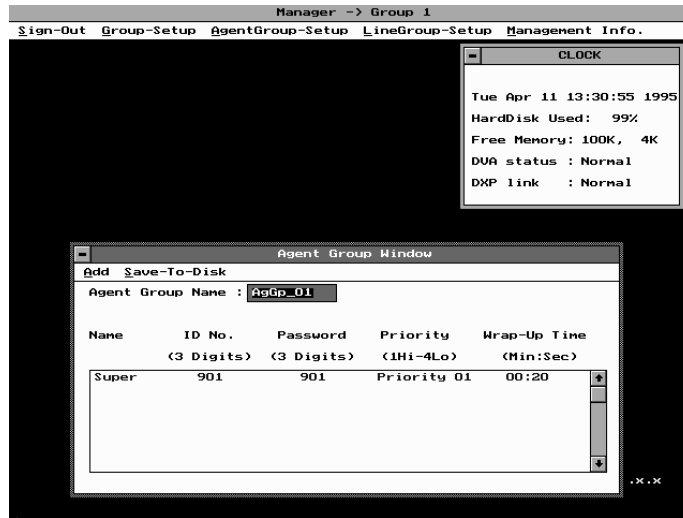 Manager -> Group 1
Sign-Out Group-Setup AgentGroup-Setup LineGroup-Setup Management Info.
CLOCK
Tue Apr 11 13:30:55 1995
HardDisk Used: 99%
Free Memory: 100K, 4K
DVA status : Normal
DXP link : Normal
Agent Group Window
Add Save-To-Disk
Agent Group Name : AgGp_01
Name ID No. Password Priority Wrap-Up Time
(3 Digits) (3 Digits) (1Hi-4Lo) (Min:Sec)
Super 901 901 Priority 01 00:20
.x.x